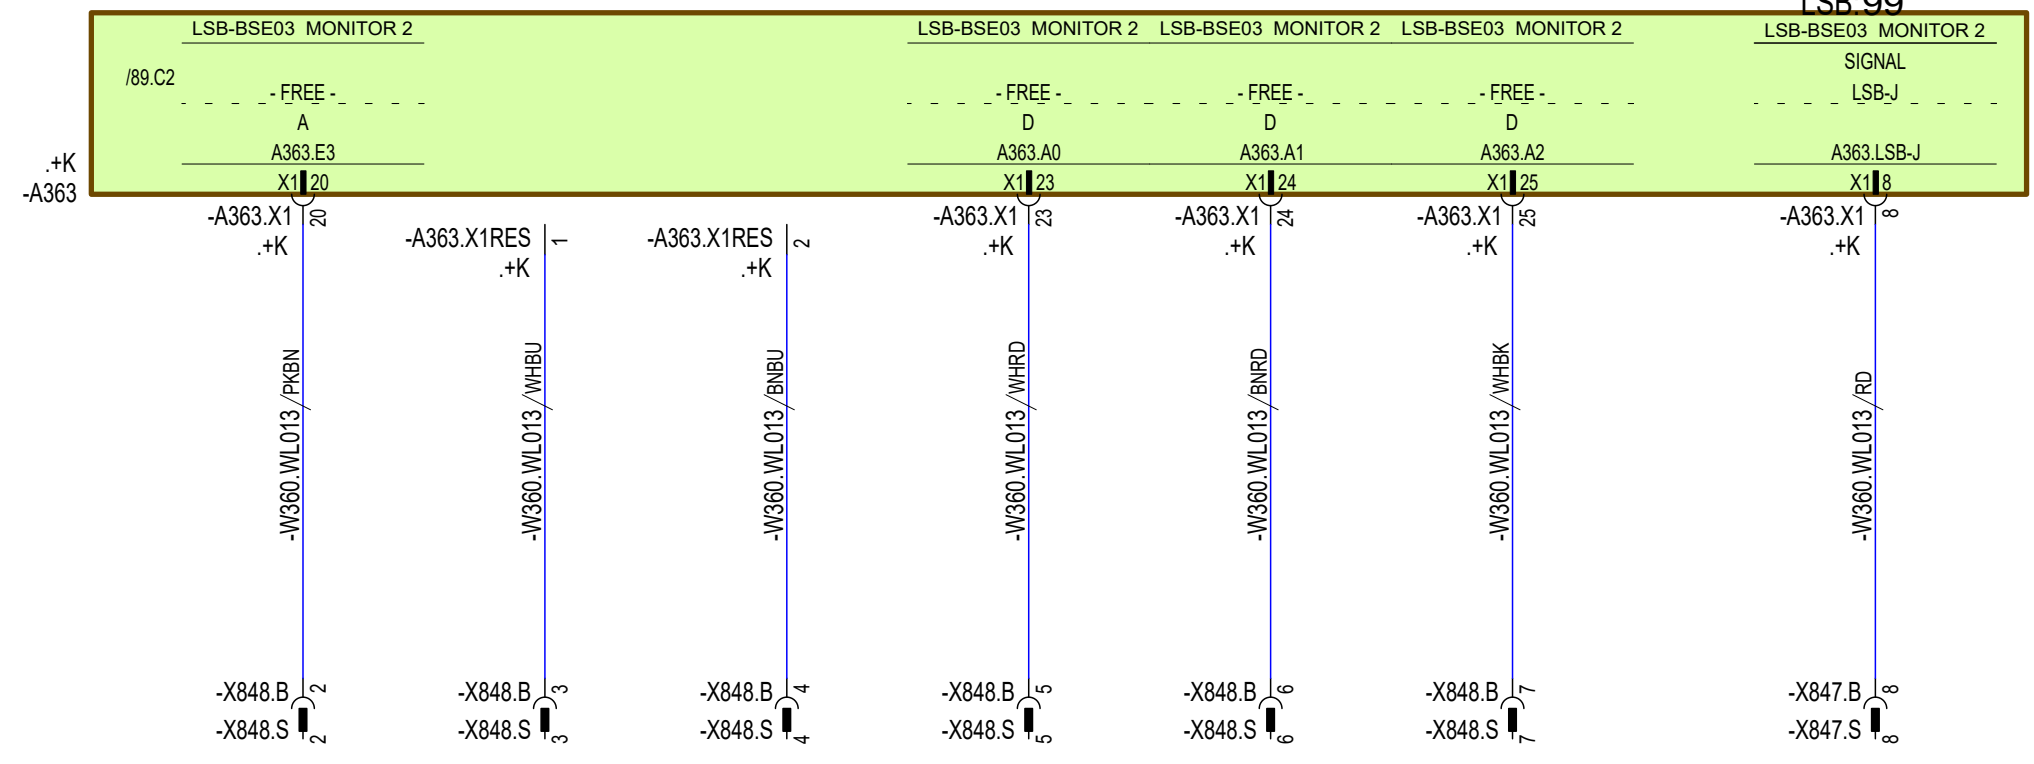 LSB.99
LSB-BSE03 MONITOR 2 LSB-BSE03 MONITOR 2 LSB-BSE03 MONITOR 2 LSB-BSE03 MONITOR 2 LSB-BSE03 MONITOR 2
SIGNAL
/89.C2
- FREE - - FREE - - FREE - - FREE - LSB-J
A D D D
A363.E3 A363.A0 A363.A1 A363.A2 A363.LSB-J
.+K
-A363
X1 20 X1 23 X1 24 X1 25 X1 8
-A363.X1 20 -A363.X1 23 -A363.X1 24 -A363.X1 25 -A363.X1 8
.+K .+K .+K .+K .+K
-A363.X1RES 1 -A363.X1RES 2
.+K .+K
-W360.WL013 /PKBN
-W360.WL013 /WHBU
-W360.WL013 /BNBU
-W360.WL013 /WHRD
-W360.WL013 /BNRD
-W360.WL013 /WHBK
-W360.WL013 /RD
-X848.B 2 -X848.B 3 -X848.B 4 -X848.B 5 -X848.B 6 -X848.B 7 -X847.B 8
-X848.S 2 -X848.S 3 -X848.S 4 -X848.S 5 -X848.S 6 -X848.S 7 -X847.S 8